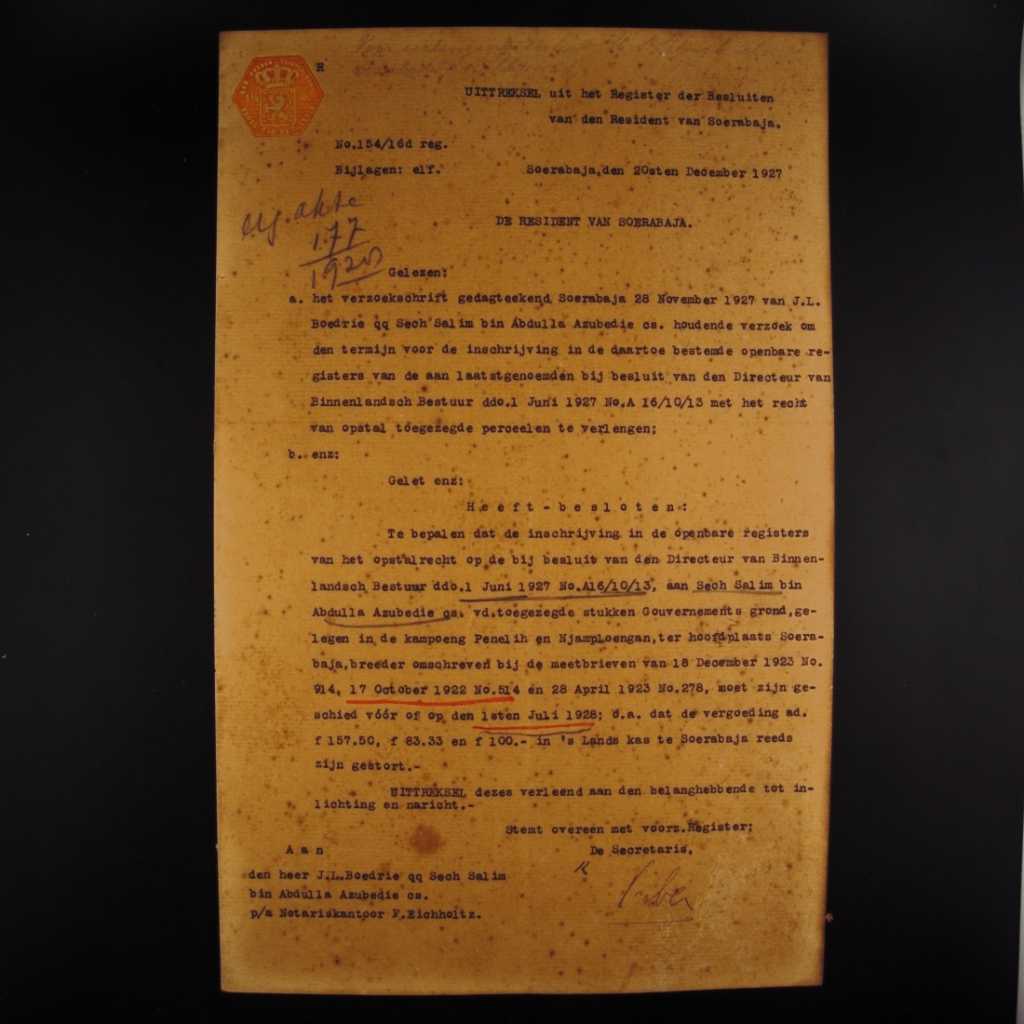 R
UITTREKSEL uit het Register der Besluiten
van den Resident van Soerabaja.
No.154/16d reg.
Bijlagen: elf.
Soerabaja,den 20sten December 1927
akte
177
DE RESIDENT VAN SOERABAJA.
Gelezen:
a. het verzoekschrift gedagteekend Soerabaja 28 November 1927 van J.L.
Boedrie qq Sech Salim bin Abdulla Azubedie cs. houdende verzoek om
den termijn voor de inschrijving in de daartoe bestemde openbare re-
gisters van de aan laatstgenoemden bij besluit van den Directeur van
Binnenlandsch Bestuur ddo.1 Juni 1927 No.A 16/10/13 met het recht
van opstal toegezegde perceelen te verlengen;
b. enz:
Gelet enz:
H e e f t - b e s l o t e n :
Te bepalen dat de inschrijving in de openbare registers
van het opstalrecht op de bij besluit van den Directeur van Binnen-
landsch Bestuur ddo.1 Juni 1927 No.A16/10/13, aan Sech Salim bin
Abdulla Azubedie cs. vd.toegezegde stukken Gouvernements grond,ge-
legen in de kampoeng Penelih en Njamploengan,ter hoofdplaats Soera-
baja,breeder omschreven bij de meetbrieven van 18 December 1923 No.
914, 17 October 1922 No.514 en 28 April 1923 No.278, moet zijn ge-
schied vóór of op den 1sten Juli 1928; o.a. dat de vergoeding ad.
f 157.50, f 83.33 en f 100.- in 's Lands kas te Soerabaja reeds
zijn gestort.-
UITTREKSEL dezes verleend aan den belanghebbende tot in-
lichting en naricht.-
Stemt overeen met voorz.Register;
De Secretaris,
A a n
den heer J.L.Boedrie qq Sech Salim
bin Abdulla Azubedie cs.
p/a Notariskantoor F.Eichholtz.